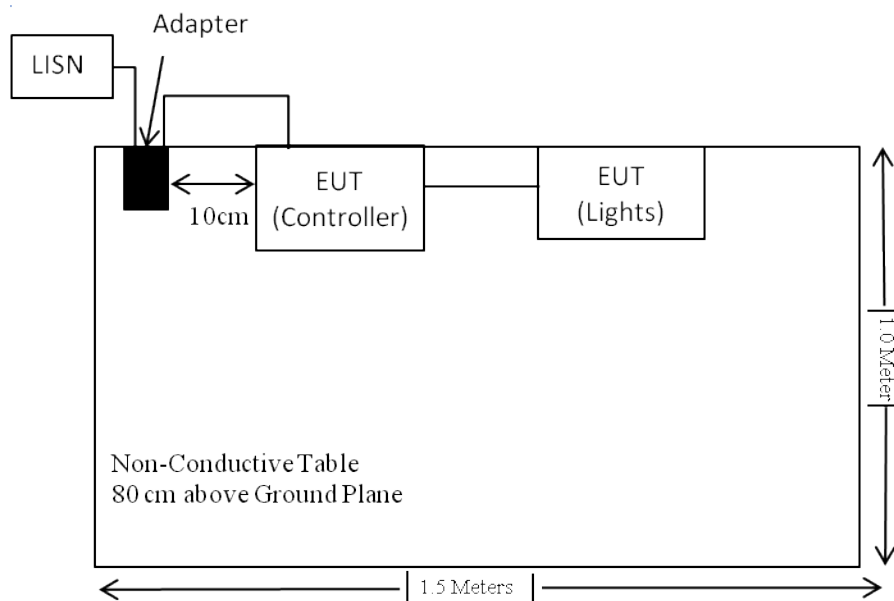 Adapter
LISN
EUT
(Controller)
EUT
(Lights)
10cm
1.0 Meter
Non-Conductive Table
80 cm above Ground Plane
1.5 Meters